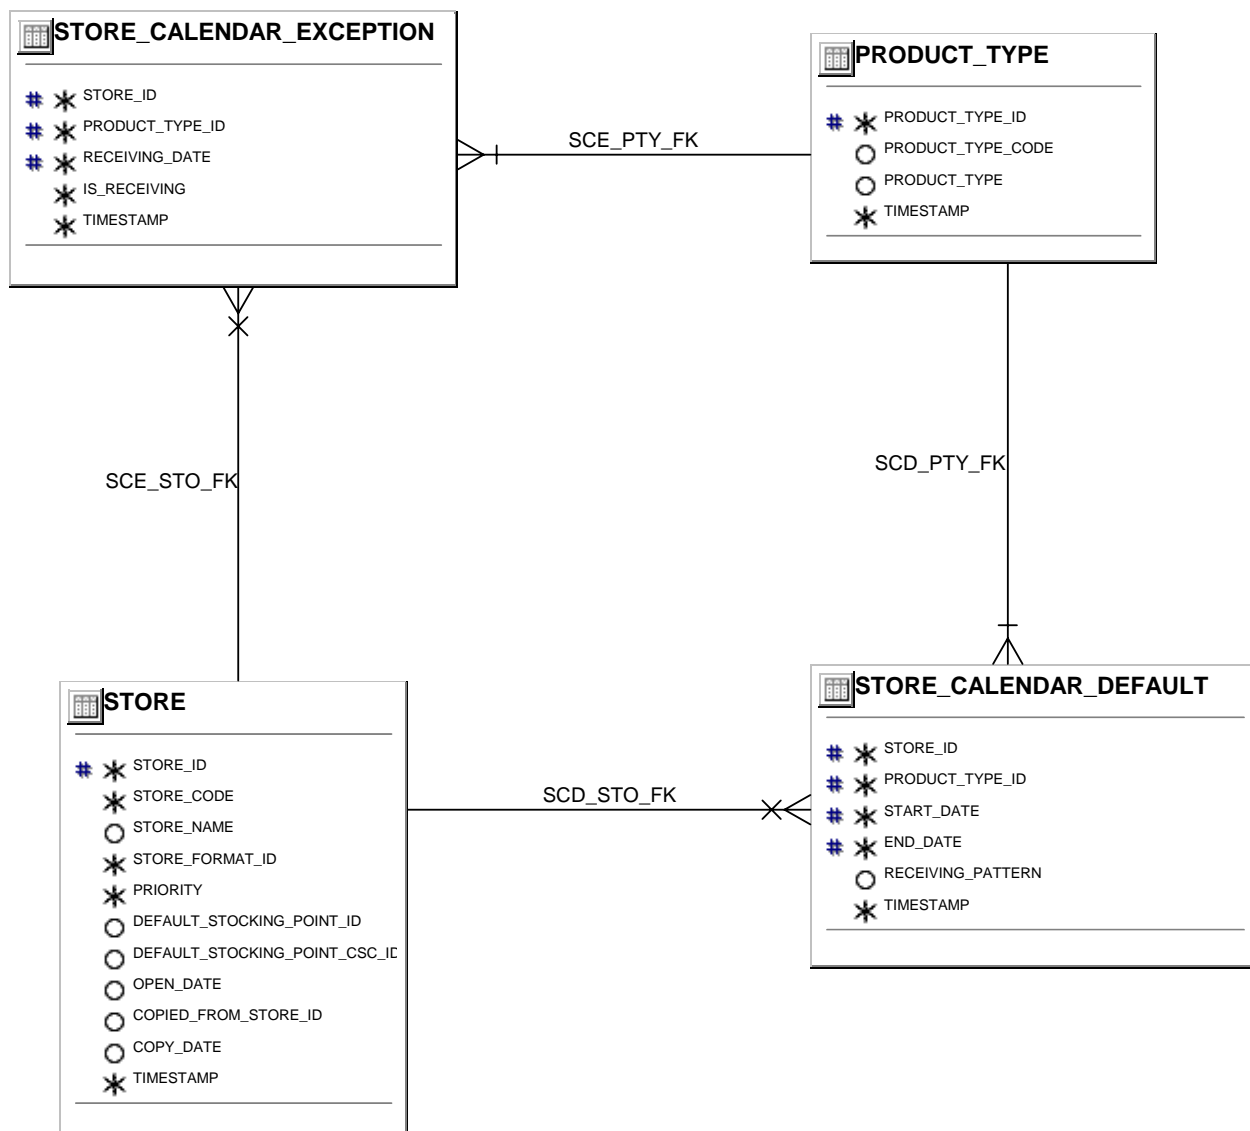 STORE_CALENDAR_EXCEPTION
STORE_ID
PRODUCT_TYPE_ID
RECEIVING_DATE
IS_RECEIVING
TIMESTAMP
SCE_PTY_FK
PRODUCT_TYPE
PRODUCT_TYPE_ID
PRODUCT_TYPE_CODE
PRODUCT_TYPE
TIMESTAMP
SCE_STO_FK
SCD_PTY_FK
STORE
STORE_ID
STORE_CODE
STORE_NAME
STORE_FORMAT_ID
PRIORITY
DEFAULT_STOCKING_POINT_ID
DEFAULT_STOCKING_POINT_CSC_ID
OPEN_DATE
COPIED_FROM_STORE_ID
COPY_DATE
TIMESTAMP
SCD_STO_FK
STORE_CALENDAR_DEFAULT
STORE_ID
PRODUCT_TYPE_ID
START_DATE
END_DATE
RECEIVING_PATTERN
TIMESTAMP